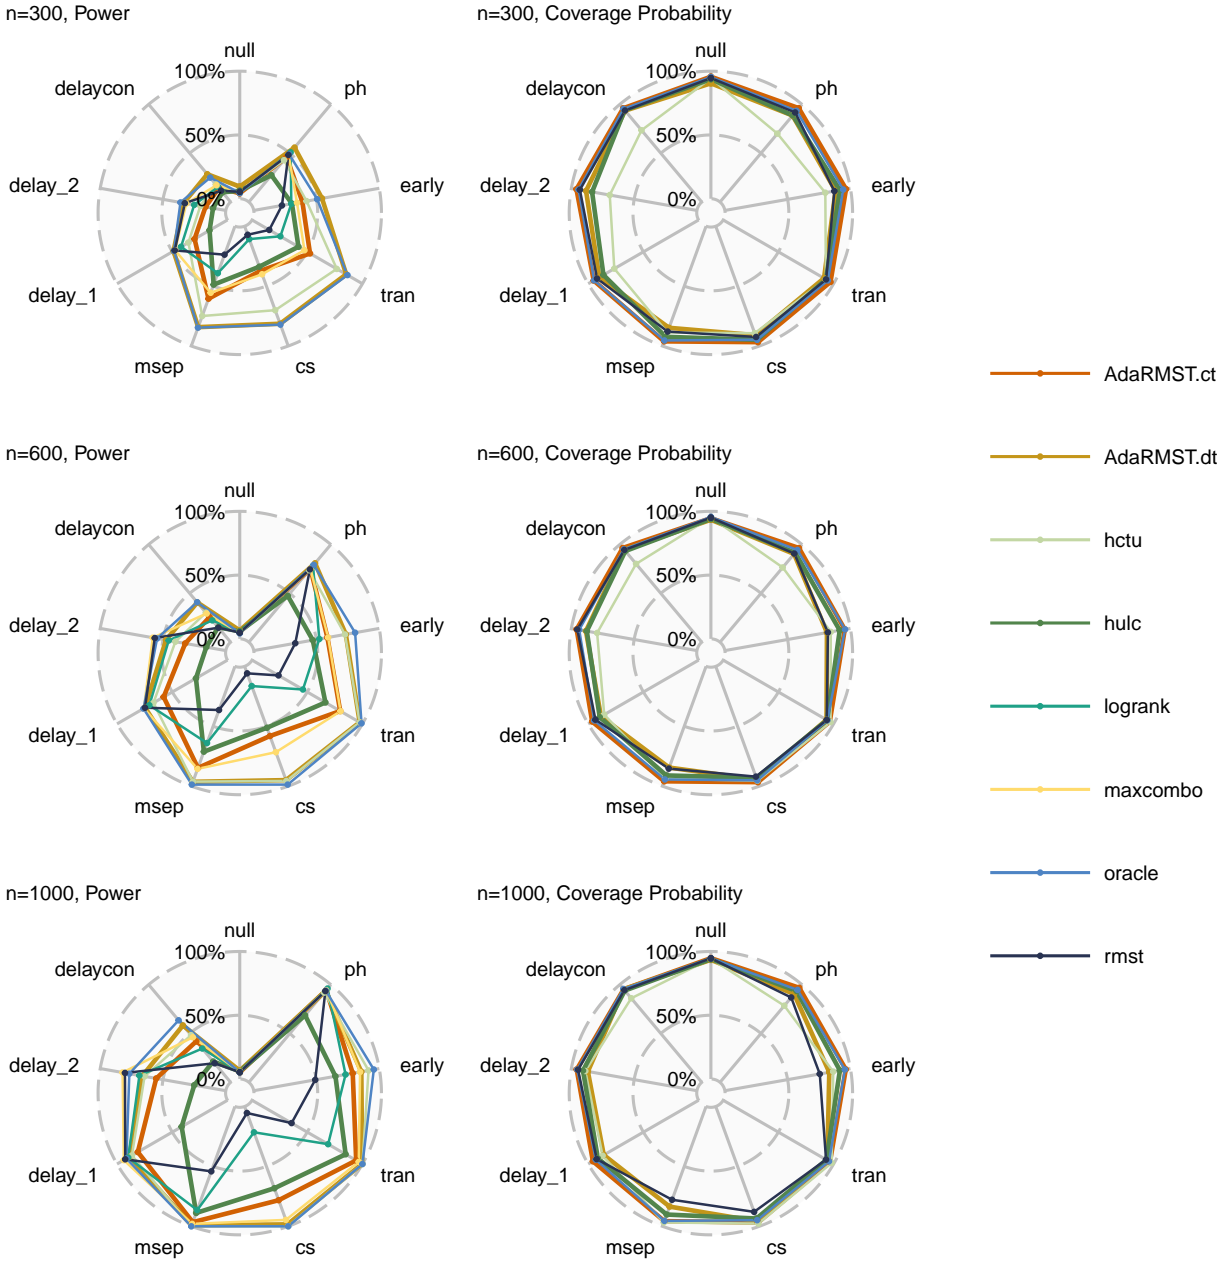 n=300, Power
null
100%
ph
50%
early
0%
tran
cs
msep
delay_1
delay_2
delaycon
n=300, Coverage Probability
null
100%
ph
50%
early
0%
tran
cs
msep
delay_1
delay_2
delaycon
n=600, Power
null
100%
ph
50%
early
0%
tran
cs
msep
delay_1
delay_2
delaycon
n=600, Coverage Probability
null
100%
ph
50%
early
0%
tran
cs
msep
delay_1
delay_2
delaycon
n=1000, Power
null
100%
ph
50%
early
0%
tran
cs
msep
delay_1
delay_2
delaycon
n=1000, Coverage Probability
null
100%
ph
50%
early
0%
tran
cs
msep
delay_1
delay_2
delaycon
AdaRMST.ct
AdaRMST.dt
hctu
hulc
logrank
maxcombo
oracle
rmst